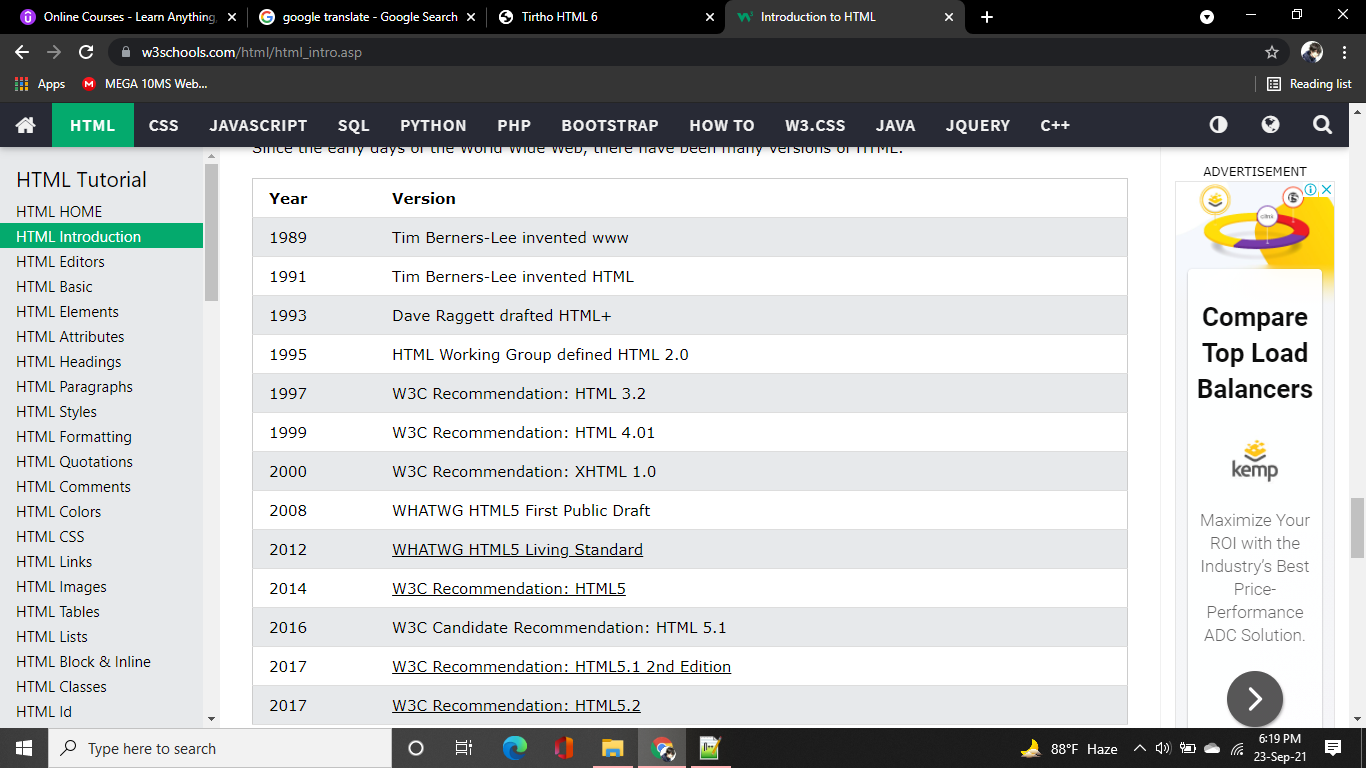 Online Courses - Learn Anything,
google translate - Google Search
Tirtho HTML 6
Introduction to HTML
w3schools.com/html/html_intro.asp
Apps
MEGA 10MS Web...
Reading list
HTML CSS JAVASCRIPT SQL PYTHON PHP BOOTSTRAP HOW TO W3.CSS JAVA JQUERY C++
HTML Tutorial
HTML HOME
HTML Introduction
HTML Editors
HTML Basic
HTML Elements
HTML Attributes
HTML Headings
HTML Paragraphs
HTML Styles
HTML Formatting
HTML Quotations
HTML Comments
HTML Colors
HTML CSS
HTML Links
HTML Images
HTML Tables
HTML Lists
HTML Block & Inline
HTML Classes
HTML Id
Since the early days of the World Wide Web, there have been many versions of HTML:
Year Version
1989 Tim Berners-Lee invented www
1991 Tim Berners-Lee invented HTML
1993 Dave Raggett drafted HTML+
1995 HTML Working Group defined HTML 2.0
1997 W3C Recommendation: HTML 3.2
1999 W3C Recommendation: HTML 4.01
2000 W3C Recommendation: XHTML 1.0
2008 WHATWG HTML5 First Public Draft
2012 WHATWG HTML5 Living Standard
2014 W3C Recommendation: HTML5
2016 W3C Candidate Recommendation: HTML 5.1
2017 W3C Recommendation: HTML5.1 2nd Edition
2017 W3C Recommendation: HTML5.2
ADVERTISEMENT
citrix
Compare
Top Load
Balancers
kemp
Maximize Your
ROI with the
Industry's Best
Price-
Performance
ADC Solution.
Type here to search
88°F Haze
6:19 PM
23-Sep-21